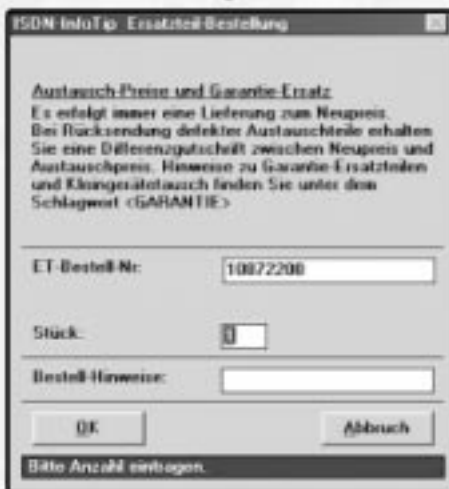 ISDN-InfoTip Ersatzteil-Bestellung
Austausch-Preise und Garantie-Ersatz
Es erfolgt immer eine Lieferung zum Neupreis.
Bei Rücksendung defekter Austauschteile erhalten
Sie eine Differenzgutschrift zwischen Neupreis und
Austauschpreis. Hinweise zu Garantie-Ersatzteilen
und Kleingerätetausch finden Sie unter dem
Schlagwort <GARANTIE>
ET-Bestell-Nr: 10872208
Stück:
Bestell-Hinweise:
OK Abbruch
Bitte Anzahl eintragen.